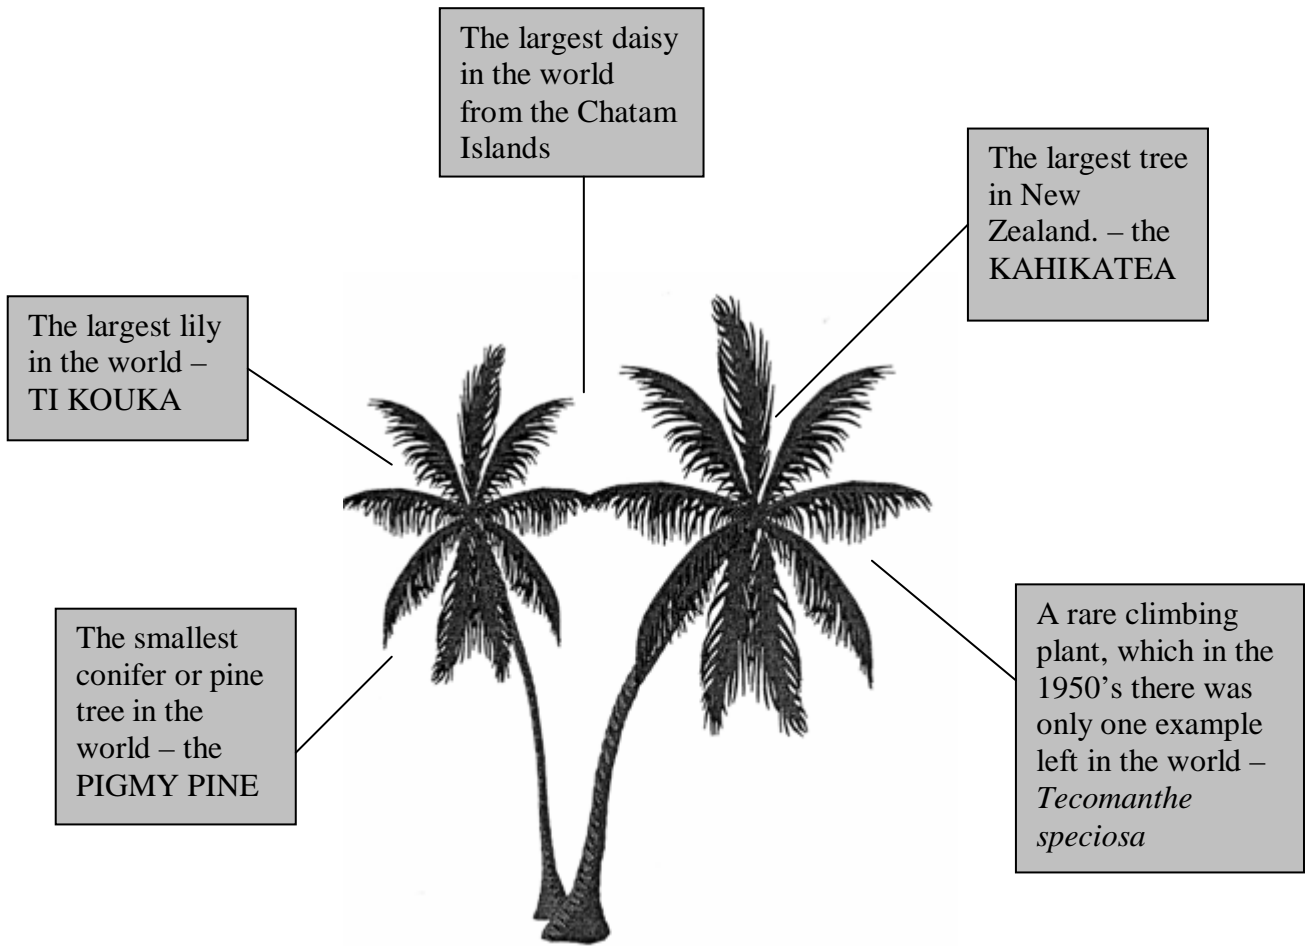 The largest daisy
in the world
from the Chatam
Islands
The largest tree
in New
Zealand. – the
KAHIKATEA
The largest lily
in the world –
TI KOUKA
The smallest
conifer or pine
tree in the
world – the
PIGMY PINE
A rare climbing
plant, which in the
1950’s there was
only one example
left in the world –
Tecomanthe
speciosa